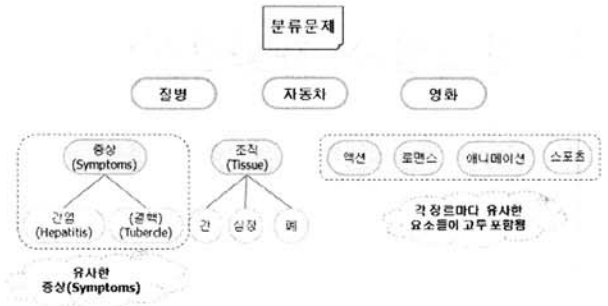 분류문제
질병
자동차
영화
증상
(Symptoms)
조직
(Tissue)
액션
로맨스
애니메이션
스포츠
간염
(Hepatitis)
(결핵)
(Tubercle)
간
심장
폐
각 장르마다 유사한
요소들이 고두 포함됨
유사한
증상(Symptoms)